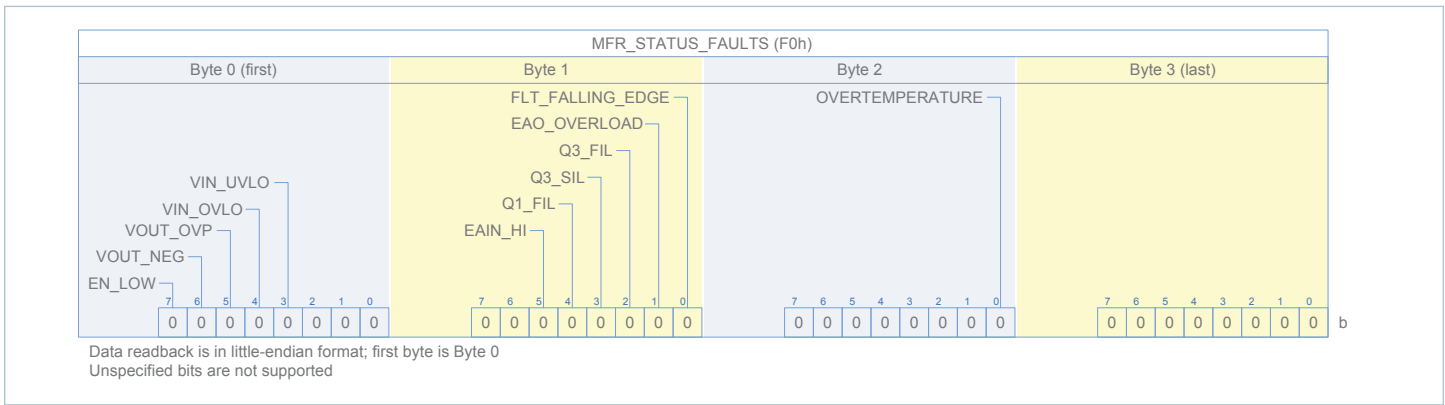 MFR_STATUS_FAULTS (F0h)
Byte 0 (first) Byte 1 Byte 2 Byte 3 (last)
FLT_FALLING_EDGE OVERTEMPERATURE
EAO_OVERLOAD
Q3_FIL
VIN_UVLO Q3_SIL
VIN_OVLO Q1_FIL
VOUT_OVP EAIN_HI
VOUT_NEG
EN_LOW
7 6 5 4 3 2 1 0 7 6 5 4 3 2 1 0 7 6 5 4 3 2 1 0 7 6 5 4 3 2 1 0
0 0 0 0 0 0 0 0 0 0 0 0 0 0 0 0 0 0 0 0 0 0 0 0 0 0 0 0 0 0 0 0 b
Data readback is in little-endian format; first byte is Byte 0
Unspecified bits are not supported